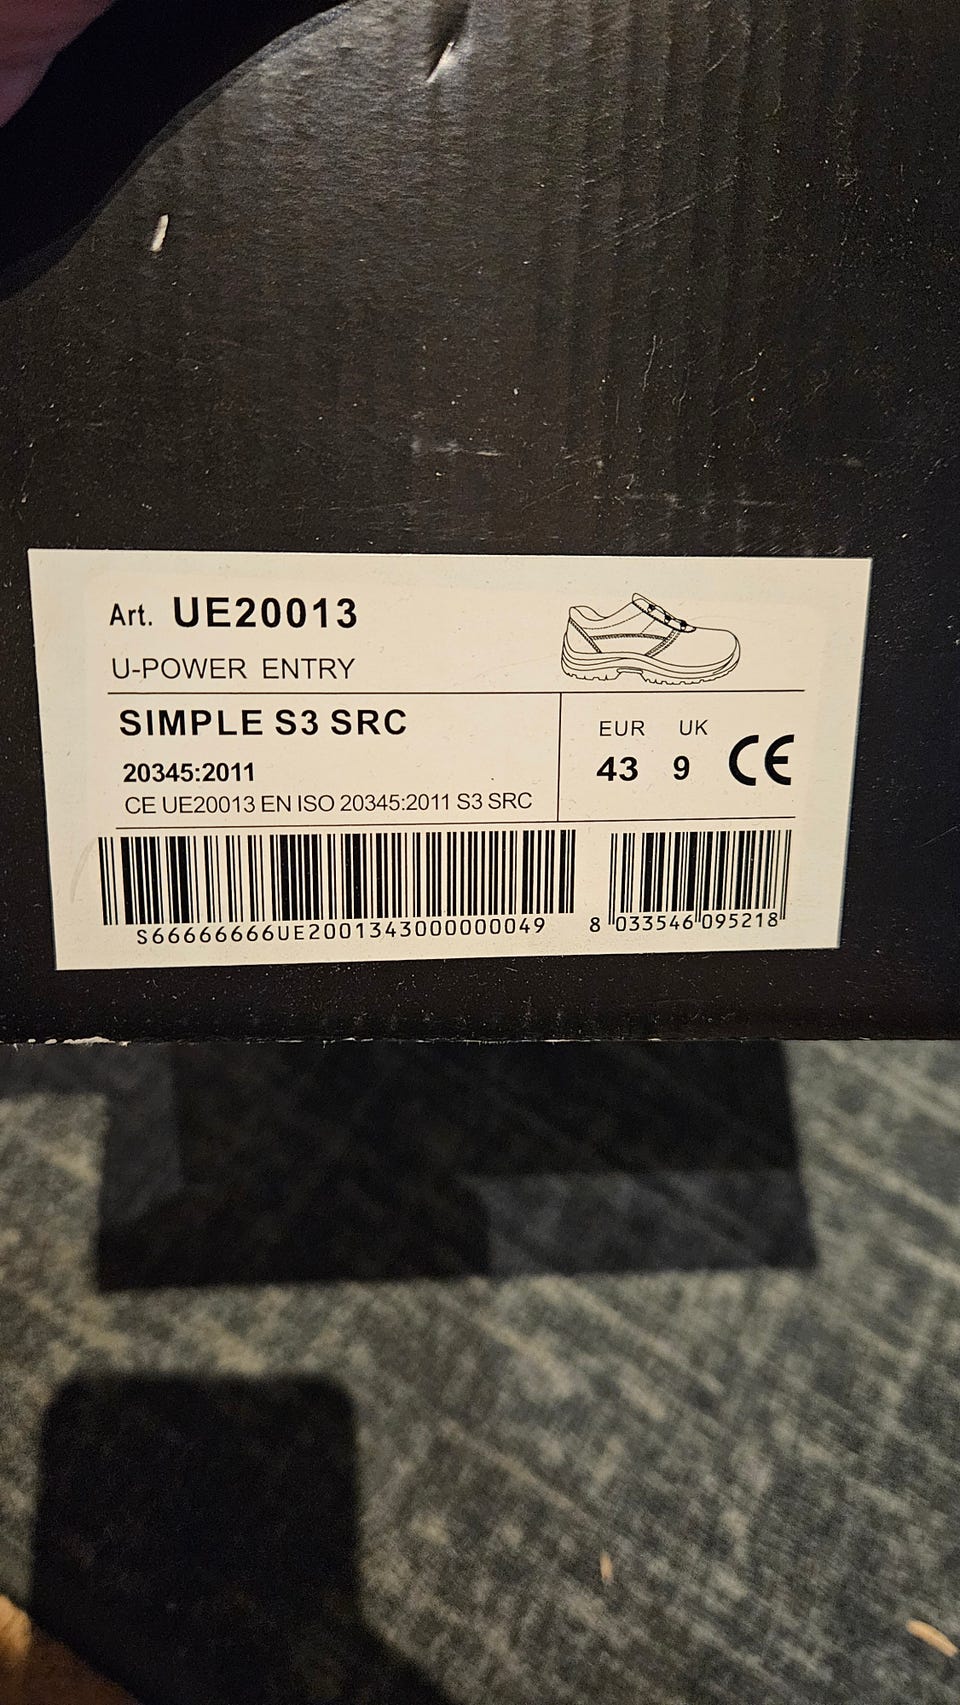 Art. UE20013
U-POWER ENTRY
SIMPLE S3 SRC
20345:2011
CE UE20013 EN ISO 20345:2011 S3 SRC
EUR UK
43 9
CE
S66666666UE2001343000000049
8 033546 095218